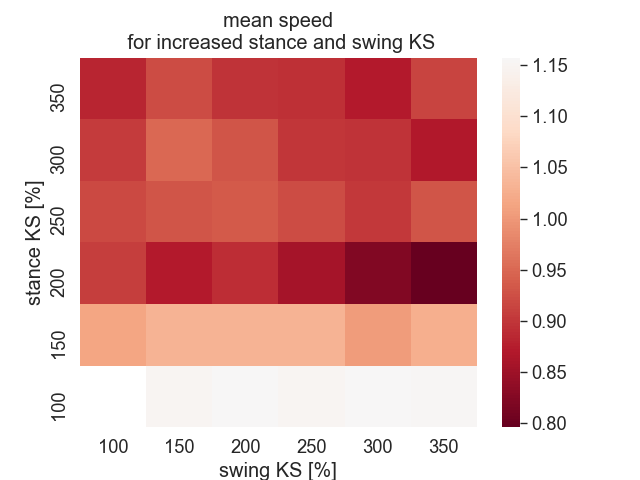 mean speed
for increased stance and swing KS
350
300
250
200
150
100
stance KS [%]
100 150 200 250 300 350
swing KS [%]
1.15
1.10
1.05
1.00
0.95
0.90
0.85
0.80